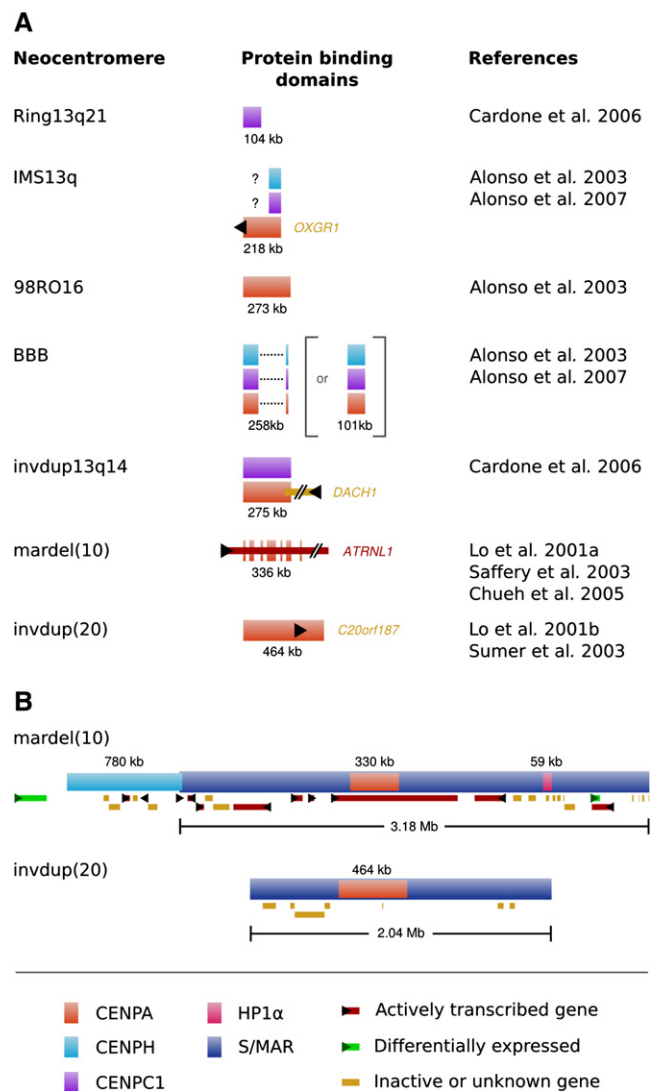 A
Neocentromere Protein binding domains References
Ring13q21 104 kb Cardone et al. 2006
IMS13q ? ? OXGR1 218 kb Alonso et al. 2003
Alonso et al. 2007
98RO16 273 kb Alonso et al. 2003
BBB 258kb or 101kb Alonso et al. 2003
Alonso et al. 2007
invdup13q14 DACH1 275 kb Cardone et al. 2006
mardel(10) ATRNL1 336 kb Lo et al. 2001a
Saffery et al. 2003
Chueh et al. 2005
invdup(20) C20orf187 464 kb Lo et al. 2001b
Sumer et al. 2003
B
mardel(10)
780 kb 330 kb 59 kb
3.18 Mb
invdup(20)
464 kb
2.04 Mb
CENPA HP1α Actively transcribed gene
CENPH S/MAR Differentially expressed
CENPC1 Inactive or unknown gene